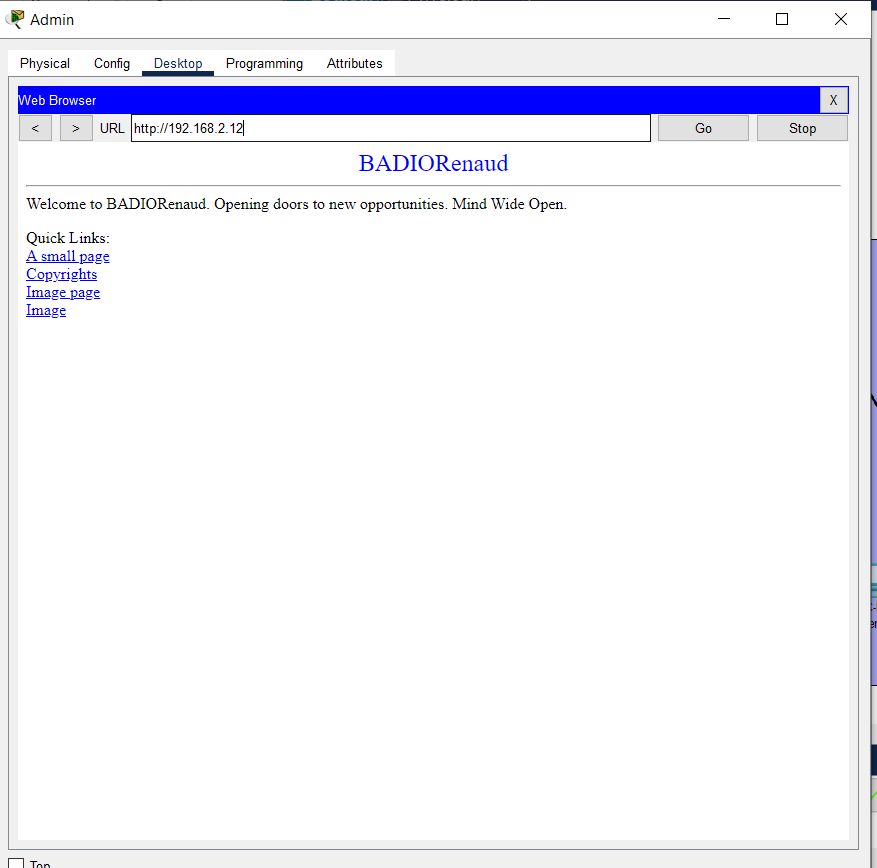 Admin
Physical Config Desktop Programming Attributes
Web Browser X
< > URL http://192.168.2.12 Go Stop
BADIORenaud
Welcome to BADIORenaud. Opening doors to new opportunities. Mind Wide Open.
Quick Links:
A small page
Copyrights
Image page
Image
Top